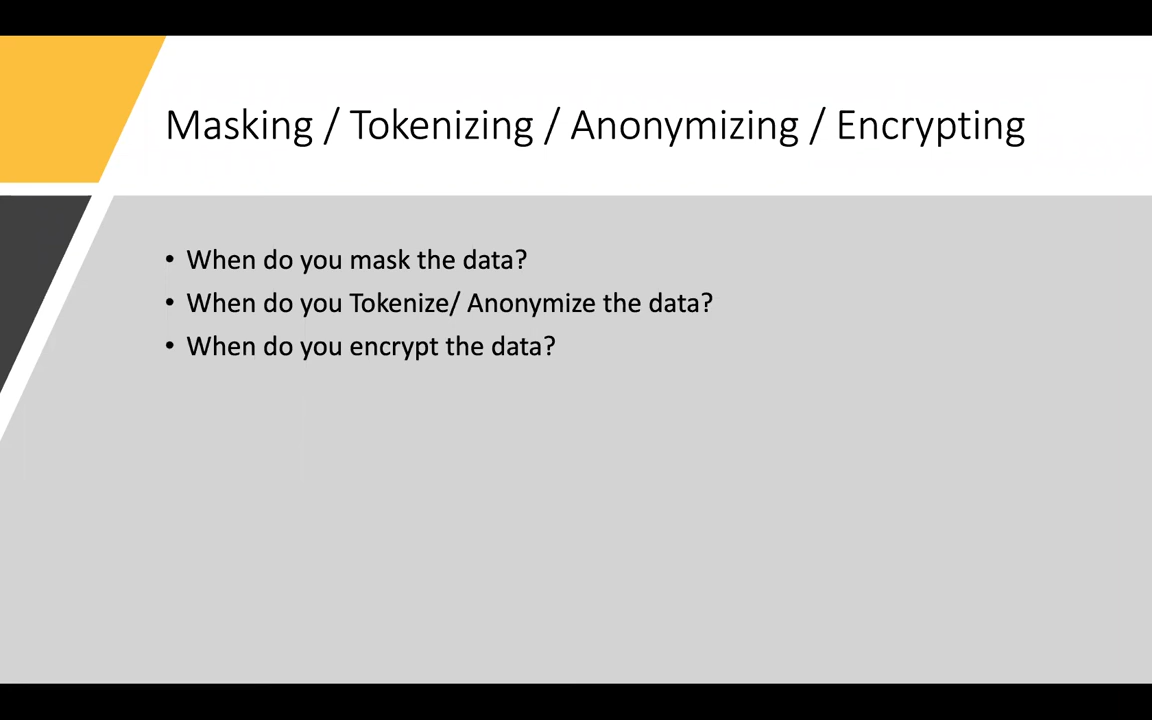 Masking / Tokenizing / Anonymizing / Encrypting
• When do you mask the data?
• When do you Tokenize/ Anonymize the data?
• When do you encrypt the data?